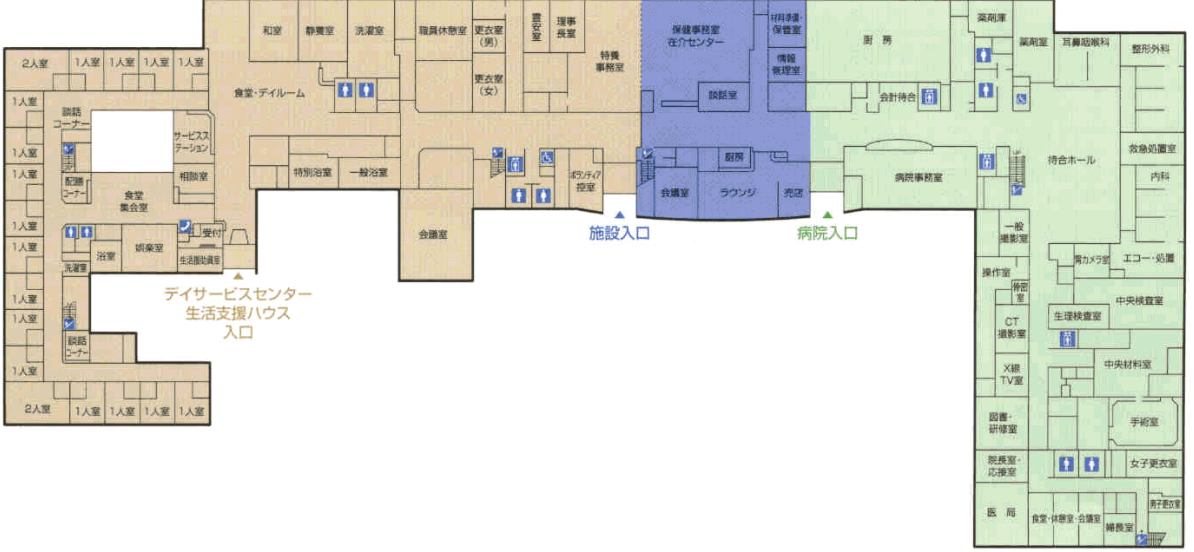 和室
静養室
洗濯室
職員休憩室
更衣室
(男)
霊安室
理事
長室
特養
事務室
更衣室
(女)
食堂・デイルーム
特別浴室
一般浴室
会議室
ボランティア
控室
2人室
1人室
1人室
1人室
1人室
1人室
1人室
1人室
1人室
1人室
1人室
1人室
1人室
2人室
1人室
1人室
1人室
1人室
談話
コーナー
サービスス
テーション
配膳
コーナー
相談室
食堂
集会室
受付
浴室
娯楽室
生活援助員室
洗濯室
談話
コーナー
デイサービスセンター
生活支援ハウス
入口
保健事務室
在介センター
材料準備・
保管室
情報
管理室
談話室
厨房
会議室
ラウンジ
売店
施設入口
病院入口
厨房
薬剤庫
薬剤室
耳鼻咽喉科
整形外科
会計待合
病院事務室
待合ホール
救急処置室
内科
一般
撮影室
胃カメラ室
エコー・処置
操作室
骨密室
中央検査室
CT
撮影室
生理検査室
X線
TV室
中央材料室
図書・
研修室
手術室
院長室・
応接室
女子更衣室
医局
食堂・休憩室・会議室
婦長室
男子更衣室